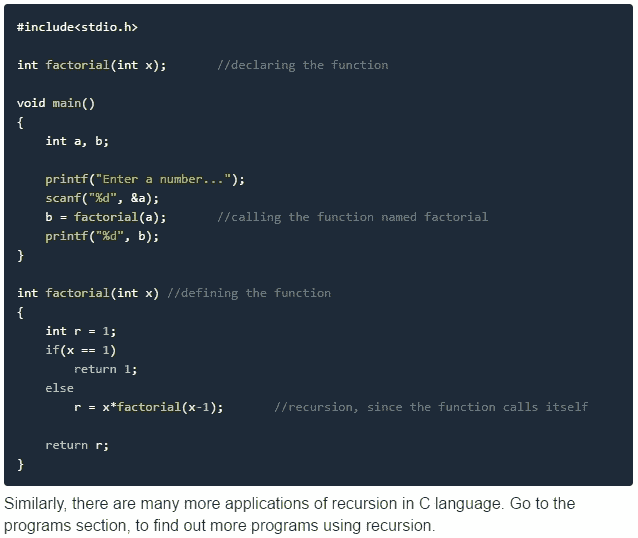 #include<stdio.h>
int factorial(int x);       //declaring the function
void main()
{
    int a, b;
    printf("Enter a number...");
    scanf("%d", &a);
    b = factorial(a);       //calling the function named factorial
    printf("%d", b);
}
int factorial(int x) //defining the function
{
    int r = 1;
    if(x == 1)
        return 1;
    else
        r = x*factorial(x-1);       //recursion, since the function calls itself
    return r;
}
Similarly, there are many more applications of recursion in C language. Go to the
programs section, to find out more programs using recursion.